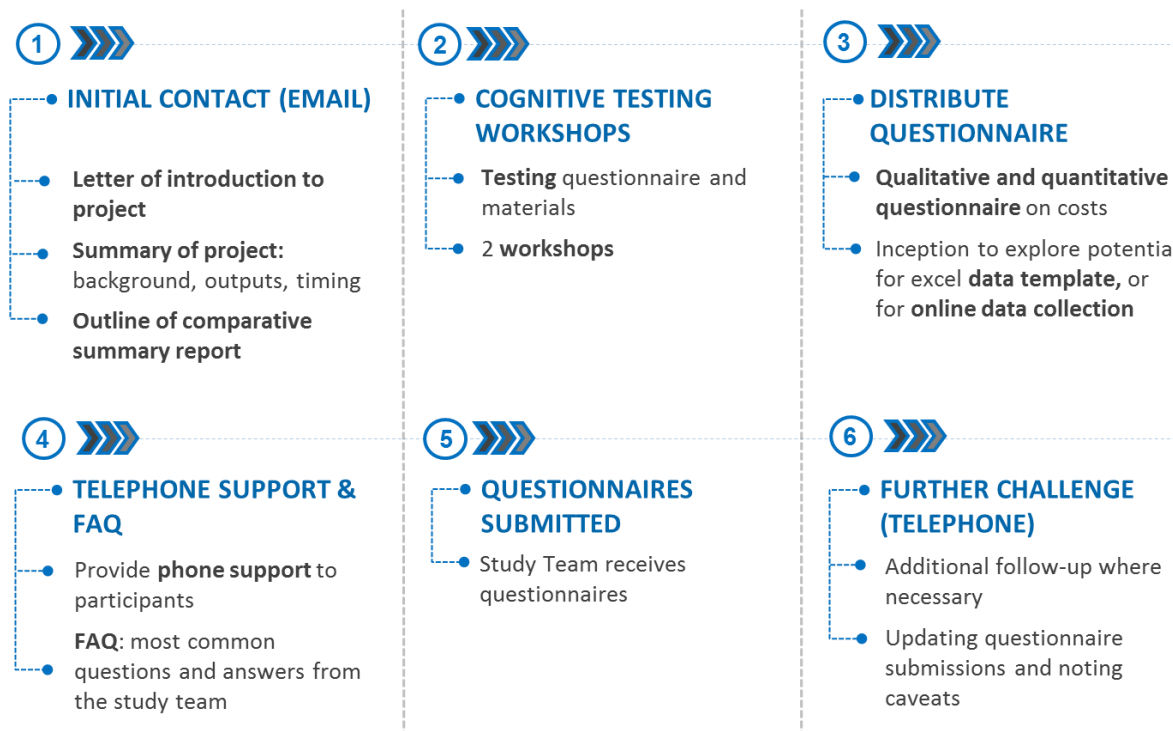 1
INITIAL CONTACT (EMAIL)
Letter of introduction to
project
Summary of project:
background, outputs, timing
Outline of comparative
summary report
2
COGNITIVE TESTING
WORKSHOPS
Testing questionnaire and
materials
2 workshops
3
DISTRIBUTE
QUESTIONNAIRE
Qualitative and quantitative
questionnaire on costs
Inception to explore potentia
for excel data template, or
for online data collection
4
TELEPHONE SUPPORT &
FAQ
Provide phone support to
participants
FAQ: most common
questions and answers from
the study team
5
QUESTIONNAIRES
SUBMITTED
Study Team receives
questionnaires
6
FURTHER CHALLENGE
(TELEPHONE)
Additional follow-up where
necessary
Updating questionnaire
submissions and noting
caveats